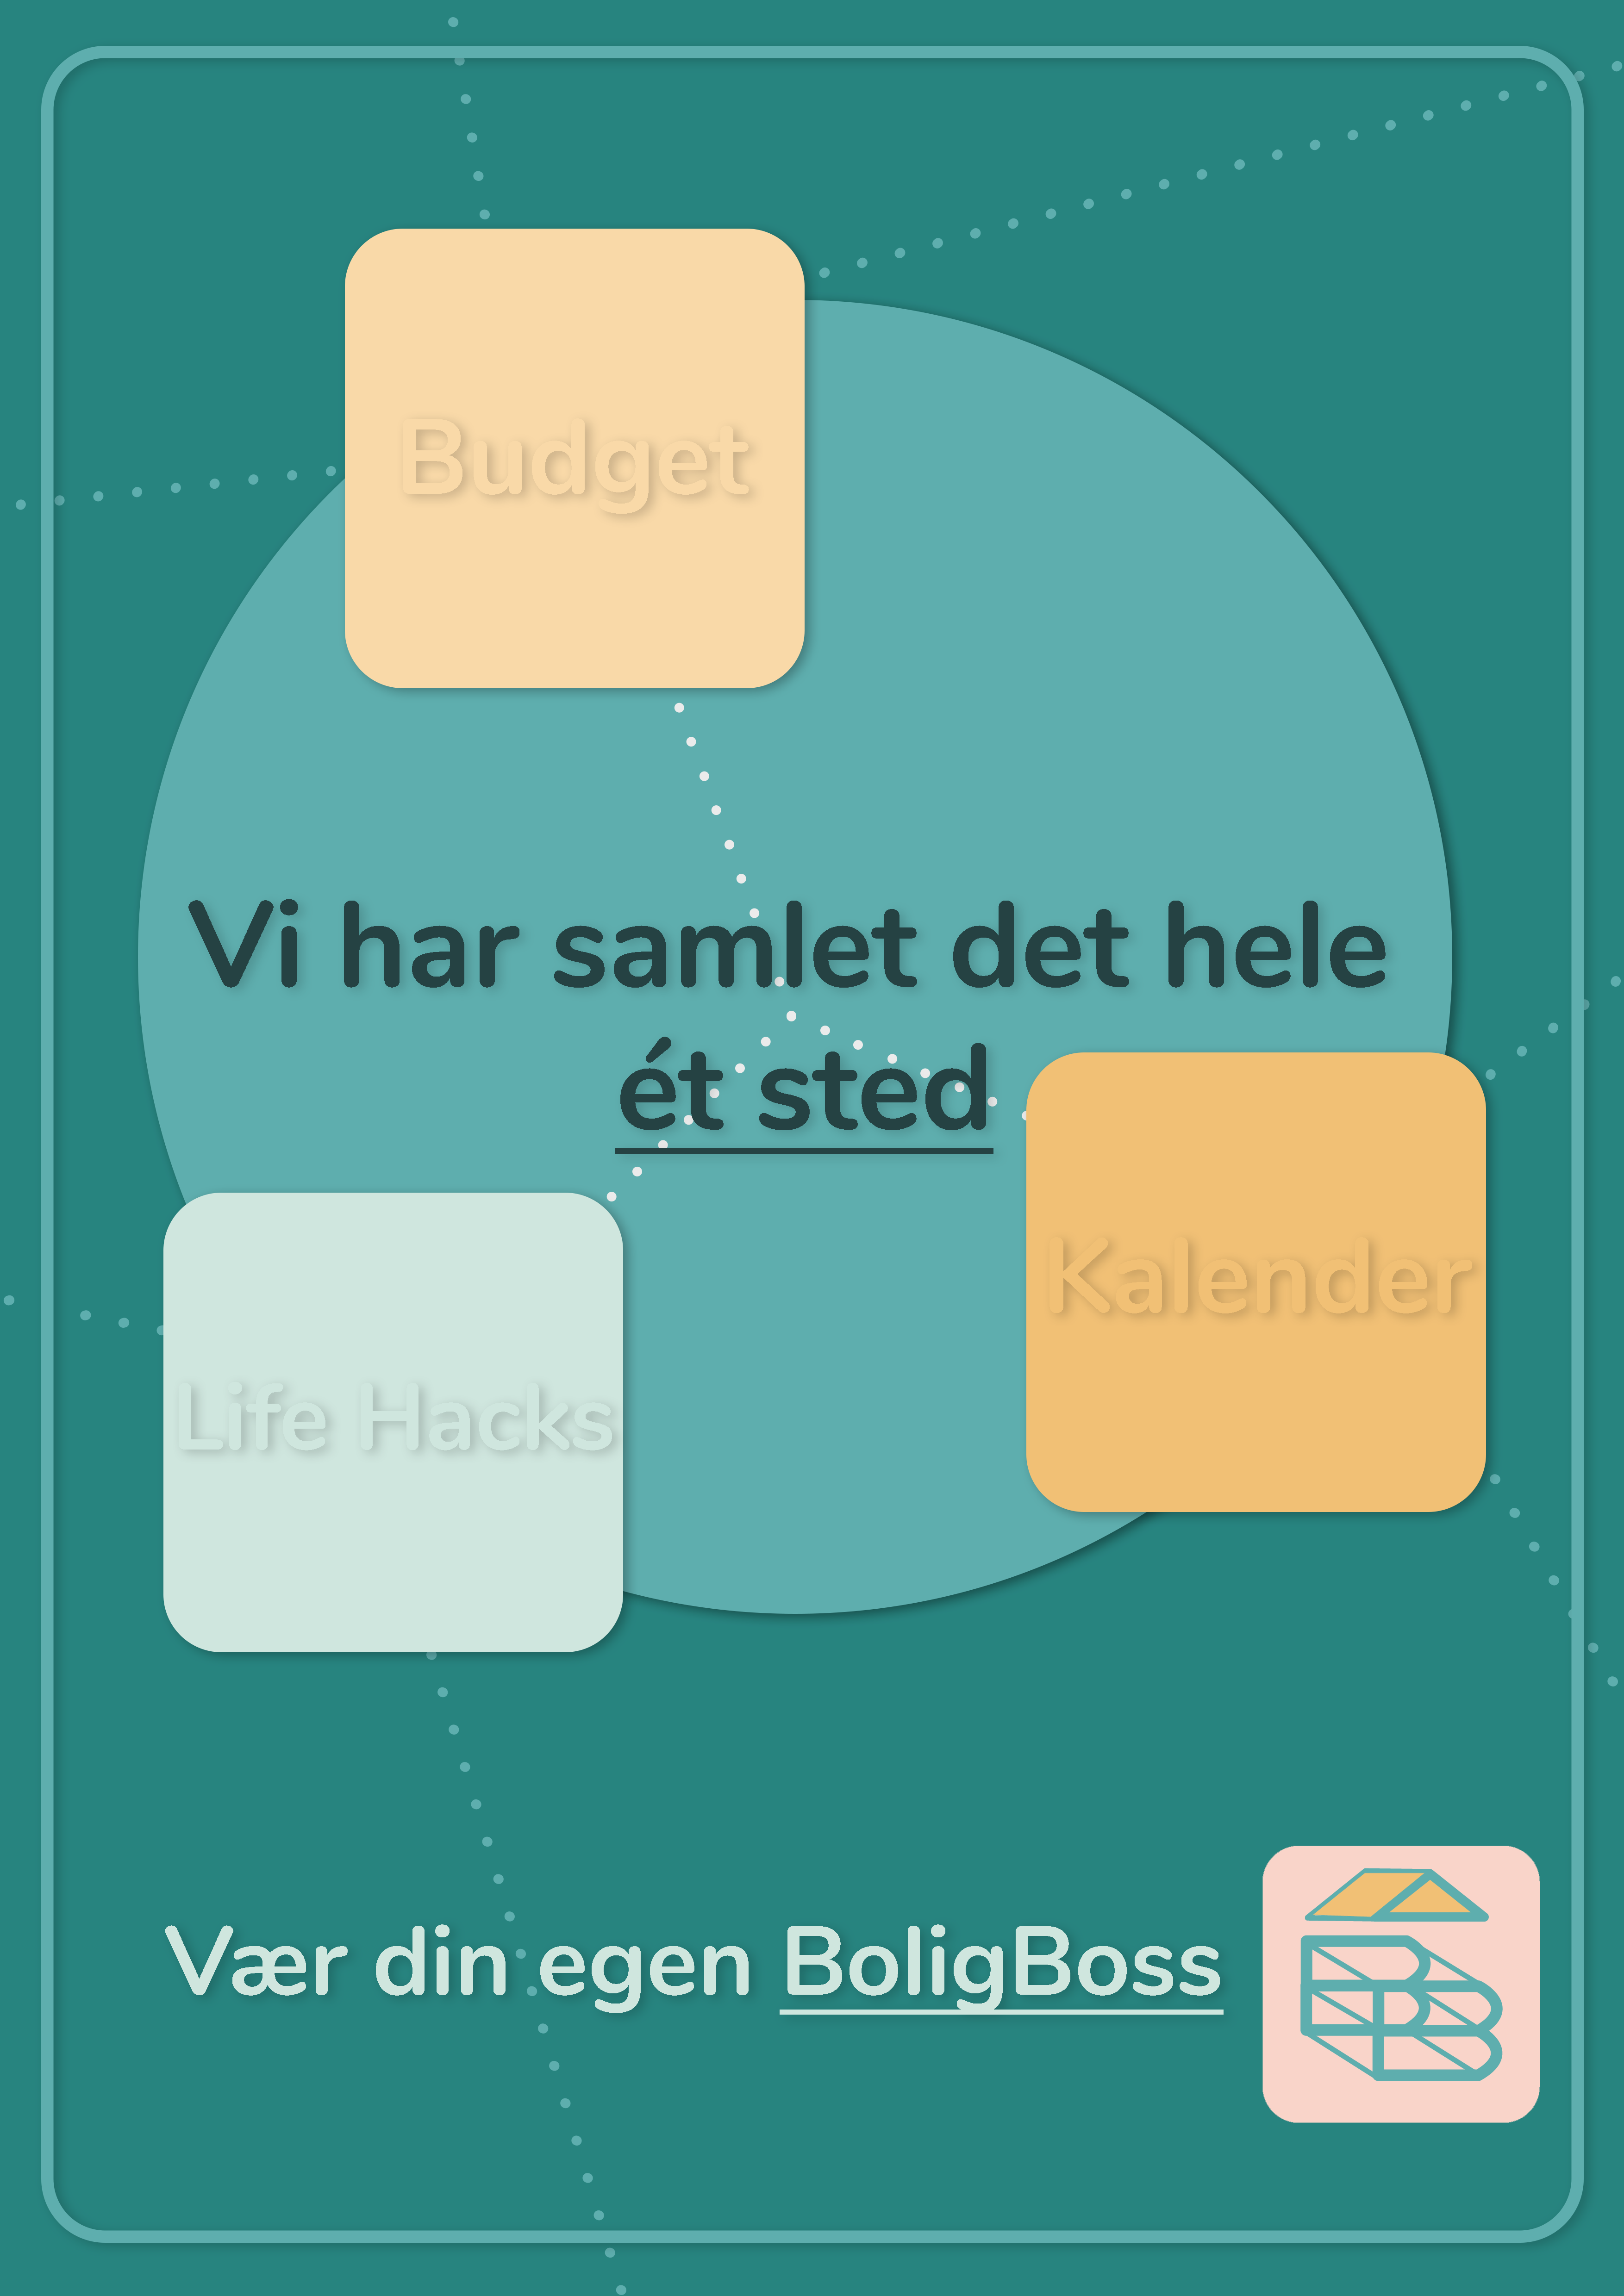 Budget
Vi har samlet det hele
ét sted
Kalender
Life Hacks
Vær din egen BoligBoss